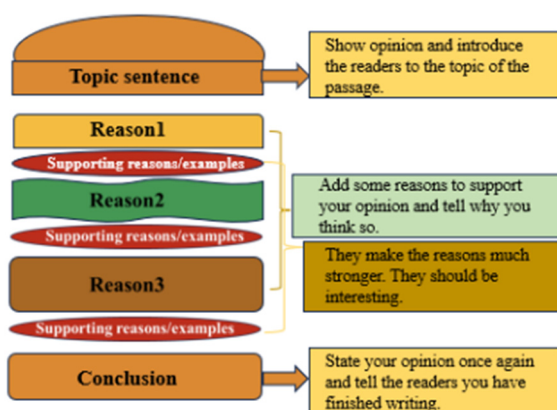 Show opinion and introduce
the readers to the topic of the
passage.
Topic sentence
Reason1
Supporting reasons/examples
Reason2
Add some reasons to support
your opinion and tell why you
think so.
Supporting reasons/examples
They make the reasons much
stronger. They should be
interesting.
Reason3
Supporting reasons/examples
Conclusion
State your opinion once again
and tell the readers you have
finished writing.